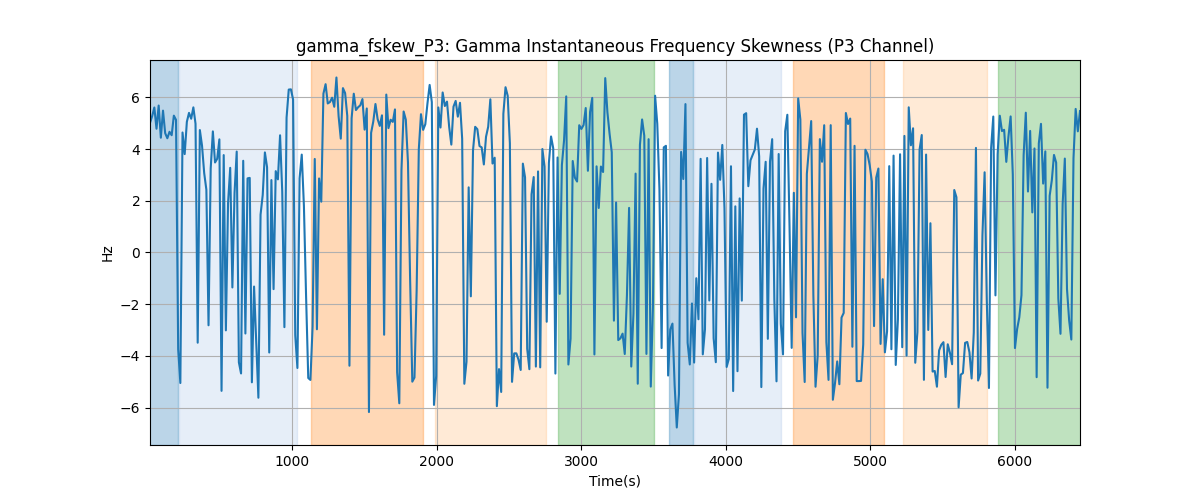 gamma_fskew_P3: Gamma Instantaneous Frequency Skewness (P3 Channel)
6
4
2
0
−2
−4
−6
Hz
1000 2000 3000 4000 5000 6000
Time(s)